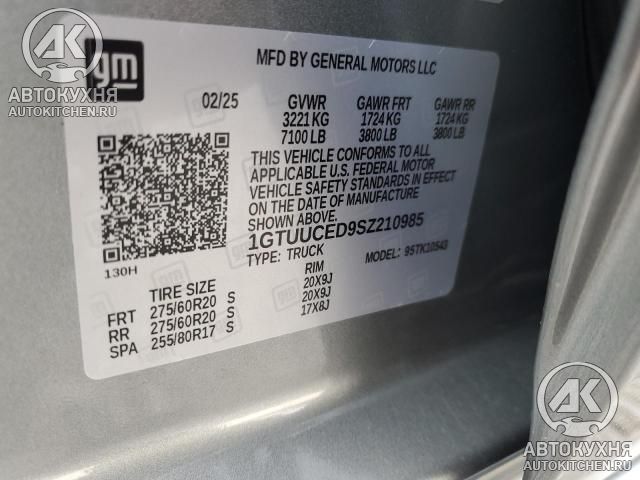 gm
MFD BY GENERAL MOTORS LLC
02/25 GVWR GAWR FRT GAWR RR
3221 KG 1724 KG 1724 KG
7100 LB 3800 LB 3800 LB
THIS VEHICLE CONFORMS TO ALL
APPLICABLE U.S. FEDERAL MOTOR
VEHICLE SAFETY STANDARDS IN EFFECT
ON THE DATE OF MANUFACTURE
SHOWN ABOVE.
1GTUUCED9SZ210985
TYPE: TRUCK MODEL: 95TK10543
130H
TIRE SIZE RIM
FRT 275/60R20 S 20X9J
RR 275/60R20 S 20X9J
SPA 255/80R17 S 17X8J
АК
АВТОКУХНЯ
AUTOKITCHEN.RU
АК
АВТОКУХНЯ
AUTOKITCHEN.RU